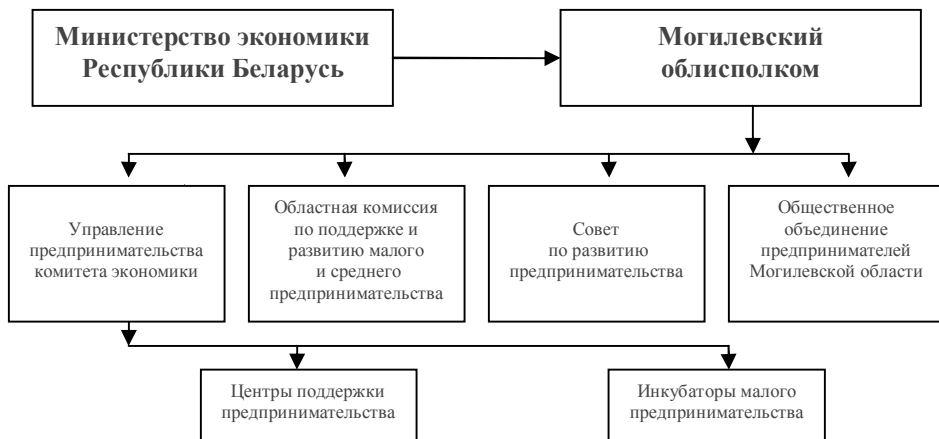 Министерство экономики
Республики Беларусь
Могилевский
облисполком
Управление
предпринимательства
комитета экономики
Областная комиссия
по поддержке и
развитию малого
и среднего
предпринимательства
Совет
по развитию
предпринимательства
Общественное
объединение
предпринимателей
Могилевской области
Центры поддержки
предпринимательства
Инкубаторы малого
предпринимательства